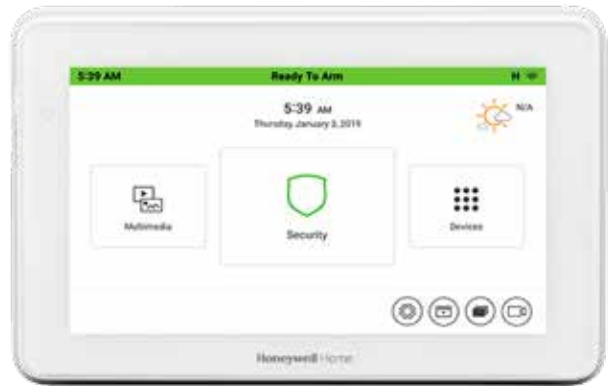 5:39 AM Ready To Arm H
5:39 AM
Thursday, January 3, 2019
N/A
Multimedia
Security
Devices
Honeywell Home